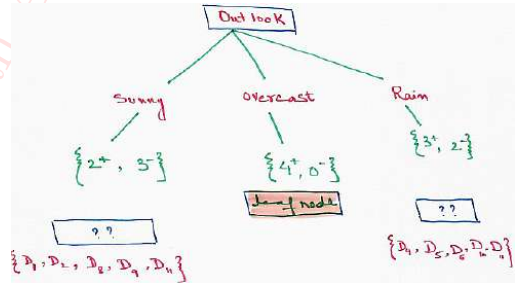 Outlook
Sunny Overcast Rain
{2+, 3-} {4+, 0-} {3+, 2-}
leaf node
?? ??
{D1, D2, D8, D9, D11} {D4, D5, D6, D10, D